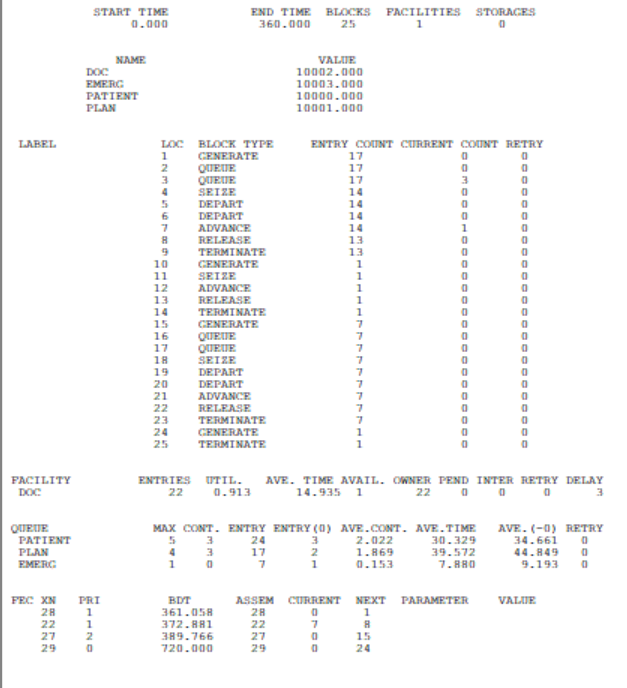 START TIME END TIME BLOCKS FACILITIES STORAGES
0.000 360.000 25 1 0
NAME VALUE
DOC 10002.000
EMERG 10003.000
PATIENT 10000.000
PLAN 10001.000
LABEL LOC BLOCK TYPE ENTRY COUNT CURRENT COUNT RETRY
1 GENERATE 17 0 0
2 QUEUE 17 0 0
3 QUEUE 17 3 0
4 SEIZE 14 0 0
5 DEPART 14 0 0
6 DEPART 14 0 0
7 ADVANCE 14 1 0
8 RELEASE 13 0 0
9 TERMINATE 13 0 0
10 GENERATE 1 0 0
11 SEIZE 1 0 0
12 ADVANCE 1 0 0
13 RELEASE 1 0 0
14 TERMINATE 1 0 0
15 GENERATE 7 0 0
16 QUEUE 7 0 0
17 QUEUE 7 0 0
18 SEIZE 7 0 0
19 DEPART 7 0 0
20 DEPART 7 0 0
21 ADVANCE 7 0 0
22 RELEASE 7 0 0
23 TERMINATE 7 0 0
24 GENERATE 1 0 0
25 TERMINATE 1 0 0
FACILITY ENTRIES UTIL. AVE. TIME AVAIL. OWNER PEND INTER RETRY DELAY
DOC 22 0.913 14.935 1 22 0 0 0 3
QUEUE MAX CONT. ENTRY ENTRY(0) AVE.CONT. AVE.TIME AVE.(-0) RETRY
PATIENT 5 3 24 3 2.022 30.329 34.661 0
PLAN 4 3 17 2 1.869 39.572 44.849 0
EMERG 1 0 7 1 0.153 7.880 9.193 0
FEC XN PRI BDT ASSEM CURRENT NEXT PARAMETER VALUE
28 1 361.058 28 0 1
22 1 372.881 22 7 8
27 2 389.766 27 0 15
29 0 720.000 29 0 24